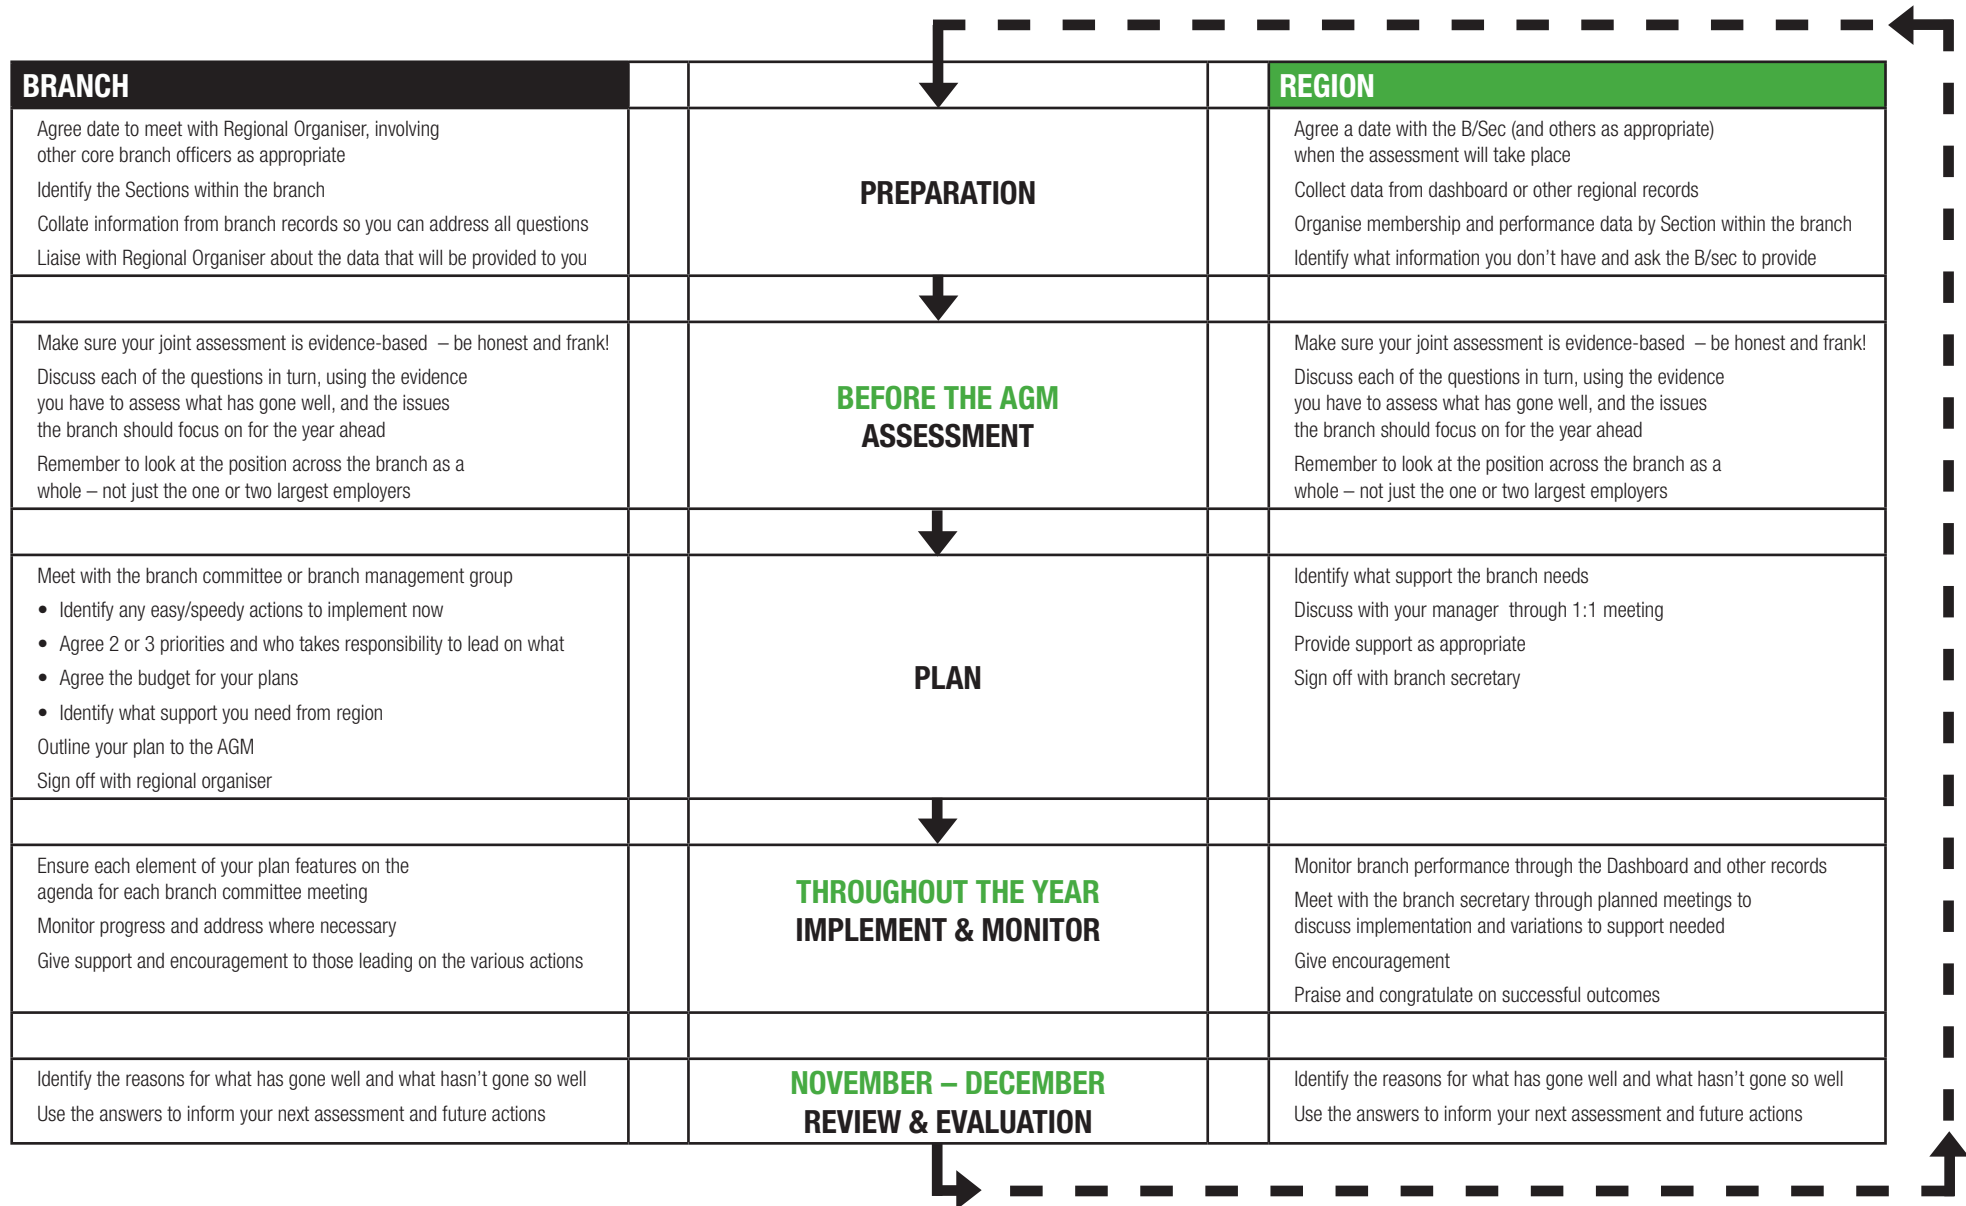 BRANCH
REGION
Agree date to meet with Regional Organiser, involving
other core branch officers as appropriate
Identify the Sections within the branch
Collate information from branch records so you can address all questions
Liaise with Regional Organiser about the data that will be provided to you
PREPARATION
Agree a date with the B/Sec (and others as appropriate)
when the assessment will take place
Collect data from dashboard or other regional records
Organise membership and performance data by Section within the branch
Identify what information you don't have and ask the B/sec to provide
Make sure your joint assessment is evidence-based – be honest and frank!
Discuss each of the questions in turn, using the evidence
you have to assess what has gone well, and the issues
the branch should focus on for the year ahead
Remember to look at the position across the branch as a
whole – not just the one or two largest employers
BEFORE THE AGM
ASSESSMENT
Make sure your joint assessment is evidence-based – be honest and frank!
Discuss each of the questions in turn, using the evidence
you have to assess what has gone well, and the issues
the branch should focus on for the year ahead
Remember to look at the position across the branch as a
whole – not just the one or two largest employers
Meet with the branch committee or branch management group
• Identify any easy/speedy actions to implement now
• Agree 2 or 3 priorities and who takes responsibility to lead on what
• Agree the budget for your plans
• Identify what support you need from region
Outline your plan to the AGM
Sign off with regional organiser
PLAN
Identify what support the branch needs
Discuss with your manager through 1:1 meeting
Provide support as appropriate
Sign off with branch secretary
Ensure each element of your plan features on the
agenda for each branch committee meeting
Monitor progress and address where necessary
Give support and encouragement to those leading on the various actions
THROUGHOUT THE YEAR
IMPLEMENT & MONITOR
Monitor branch performance through the Dashboard and other records
Meet with the branch secretary through planned meetings to
discuss implementation and variations to support needed
Give encouragement
Praise and congratulate on successful outcomes
Identify the reasons for what has gone well and what hasn't gone so well
Use the answers to inform your next assessment and future actions
NOVEMBER – DECEMBER
REVIEW & EVALUATION
Identify the reasons for what has gone well and what hasn't gone so well
Use the answers to inform your next assessment and future actions